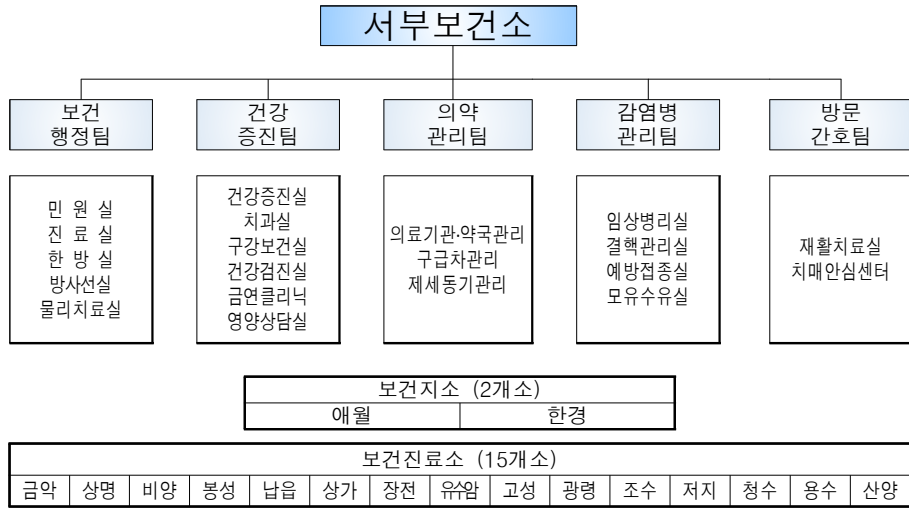 서부보건소
보건
행정팀
건강
증진팀
의약
관리팀
감염병
관리팀
방문
간호팀
민 원 실
진 료 실
한 방 실
방사선실
물리치료실
건강증진실
치과실
구강보건실
건강검진실
금연클리닉
영양상담실
의료기관·약국관리
구급차관리
제세동기관리
임상병리실
결핵관리실
예방접종실
모유수유실
재활치료실
치매안심센터
보건지소 (2개소)
애월 한경
보건진료소 (15개소)
금악 상명 비양 봉성 납읍 상가 장전 유수암 고성 광령 조수 저지 청수 용수 산양